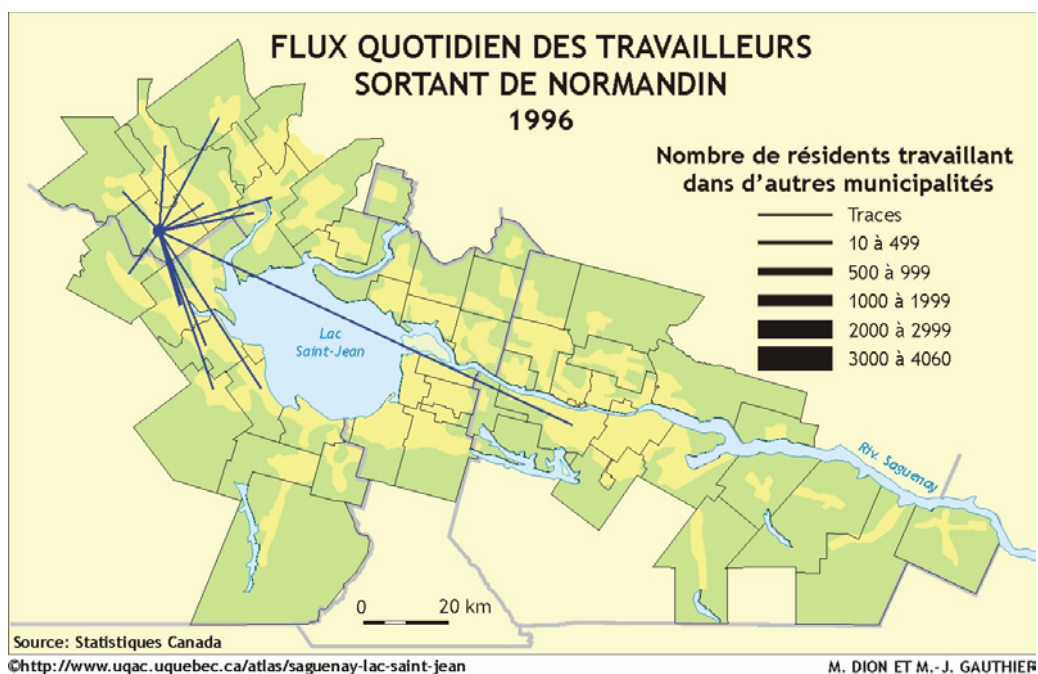 FLUX QUOTIDIEN DES TRAVAILLEURS
SORTANT DE NORMANDIN
1996
Nombre de résidents travaillant
dans d'autres municipalités
Traces
10 à 499
500 à 999
1000 à 1999
2000 à 2999
3000 à 4060
Lac
Saint-Jean
Riv. Saguenay
0 20 km
Source: Statistiques Canada
©http://www.uqac.uquebec.ca/atlas/saguenay-lac-saint-jean
M. DION ET M.-J. GAUTHIER